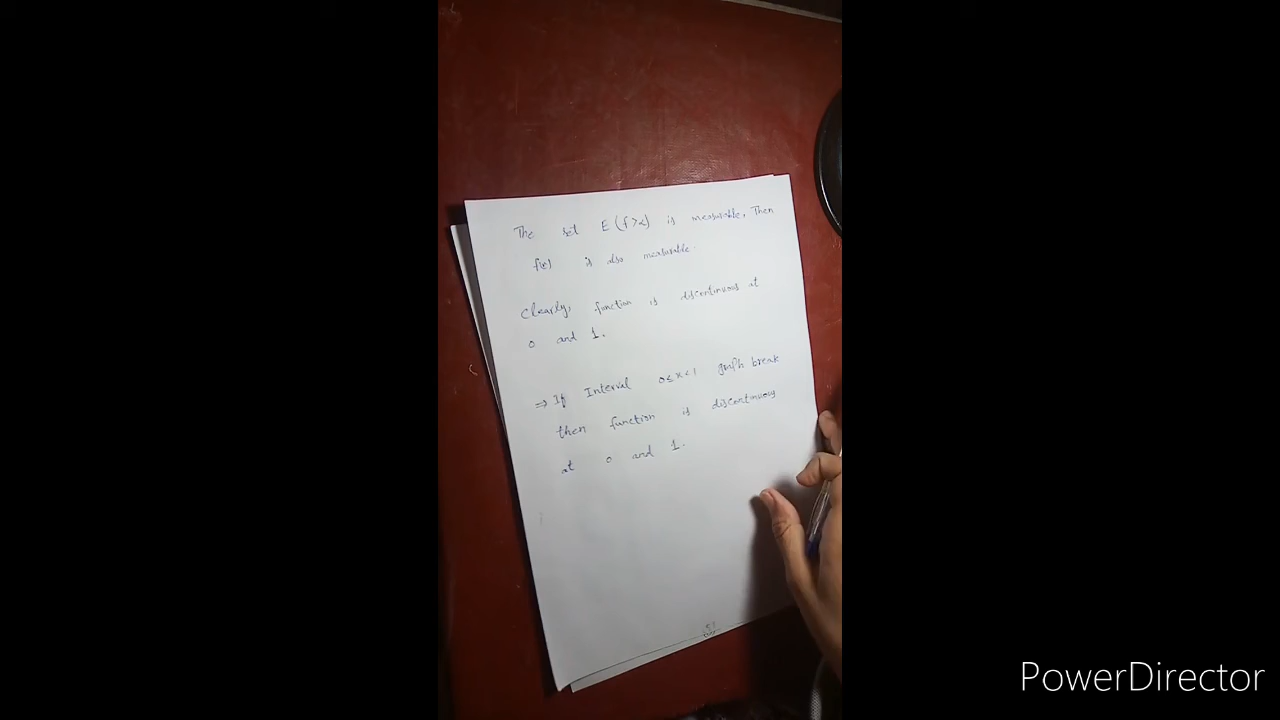 The set E(f>α) is measurable, Then
f(x) is also measurable.
Clearly, function is discontinuous at
0 and 1.
⇒ If Interval 0≤x<1 graph break
then function is discontinuous
at 0 and 1.
PowerDirector